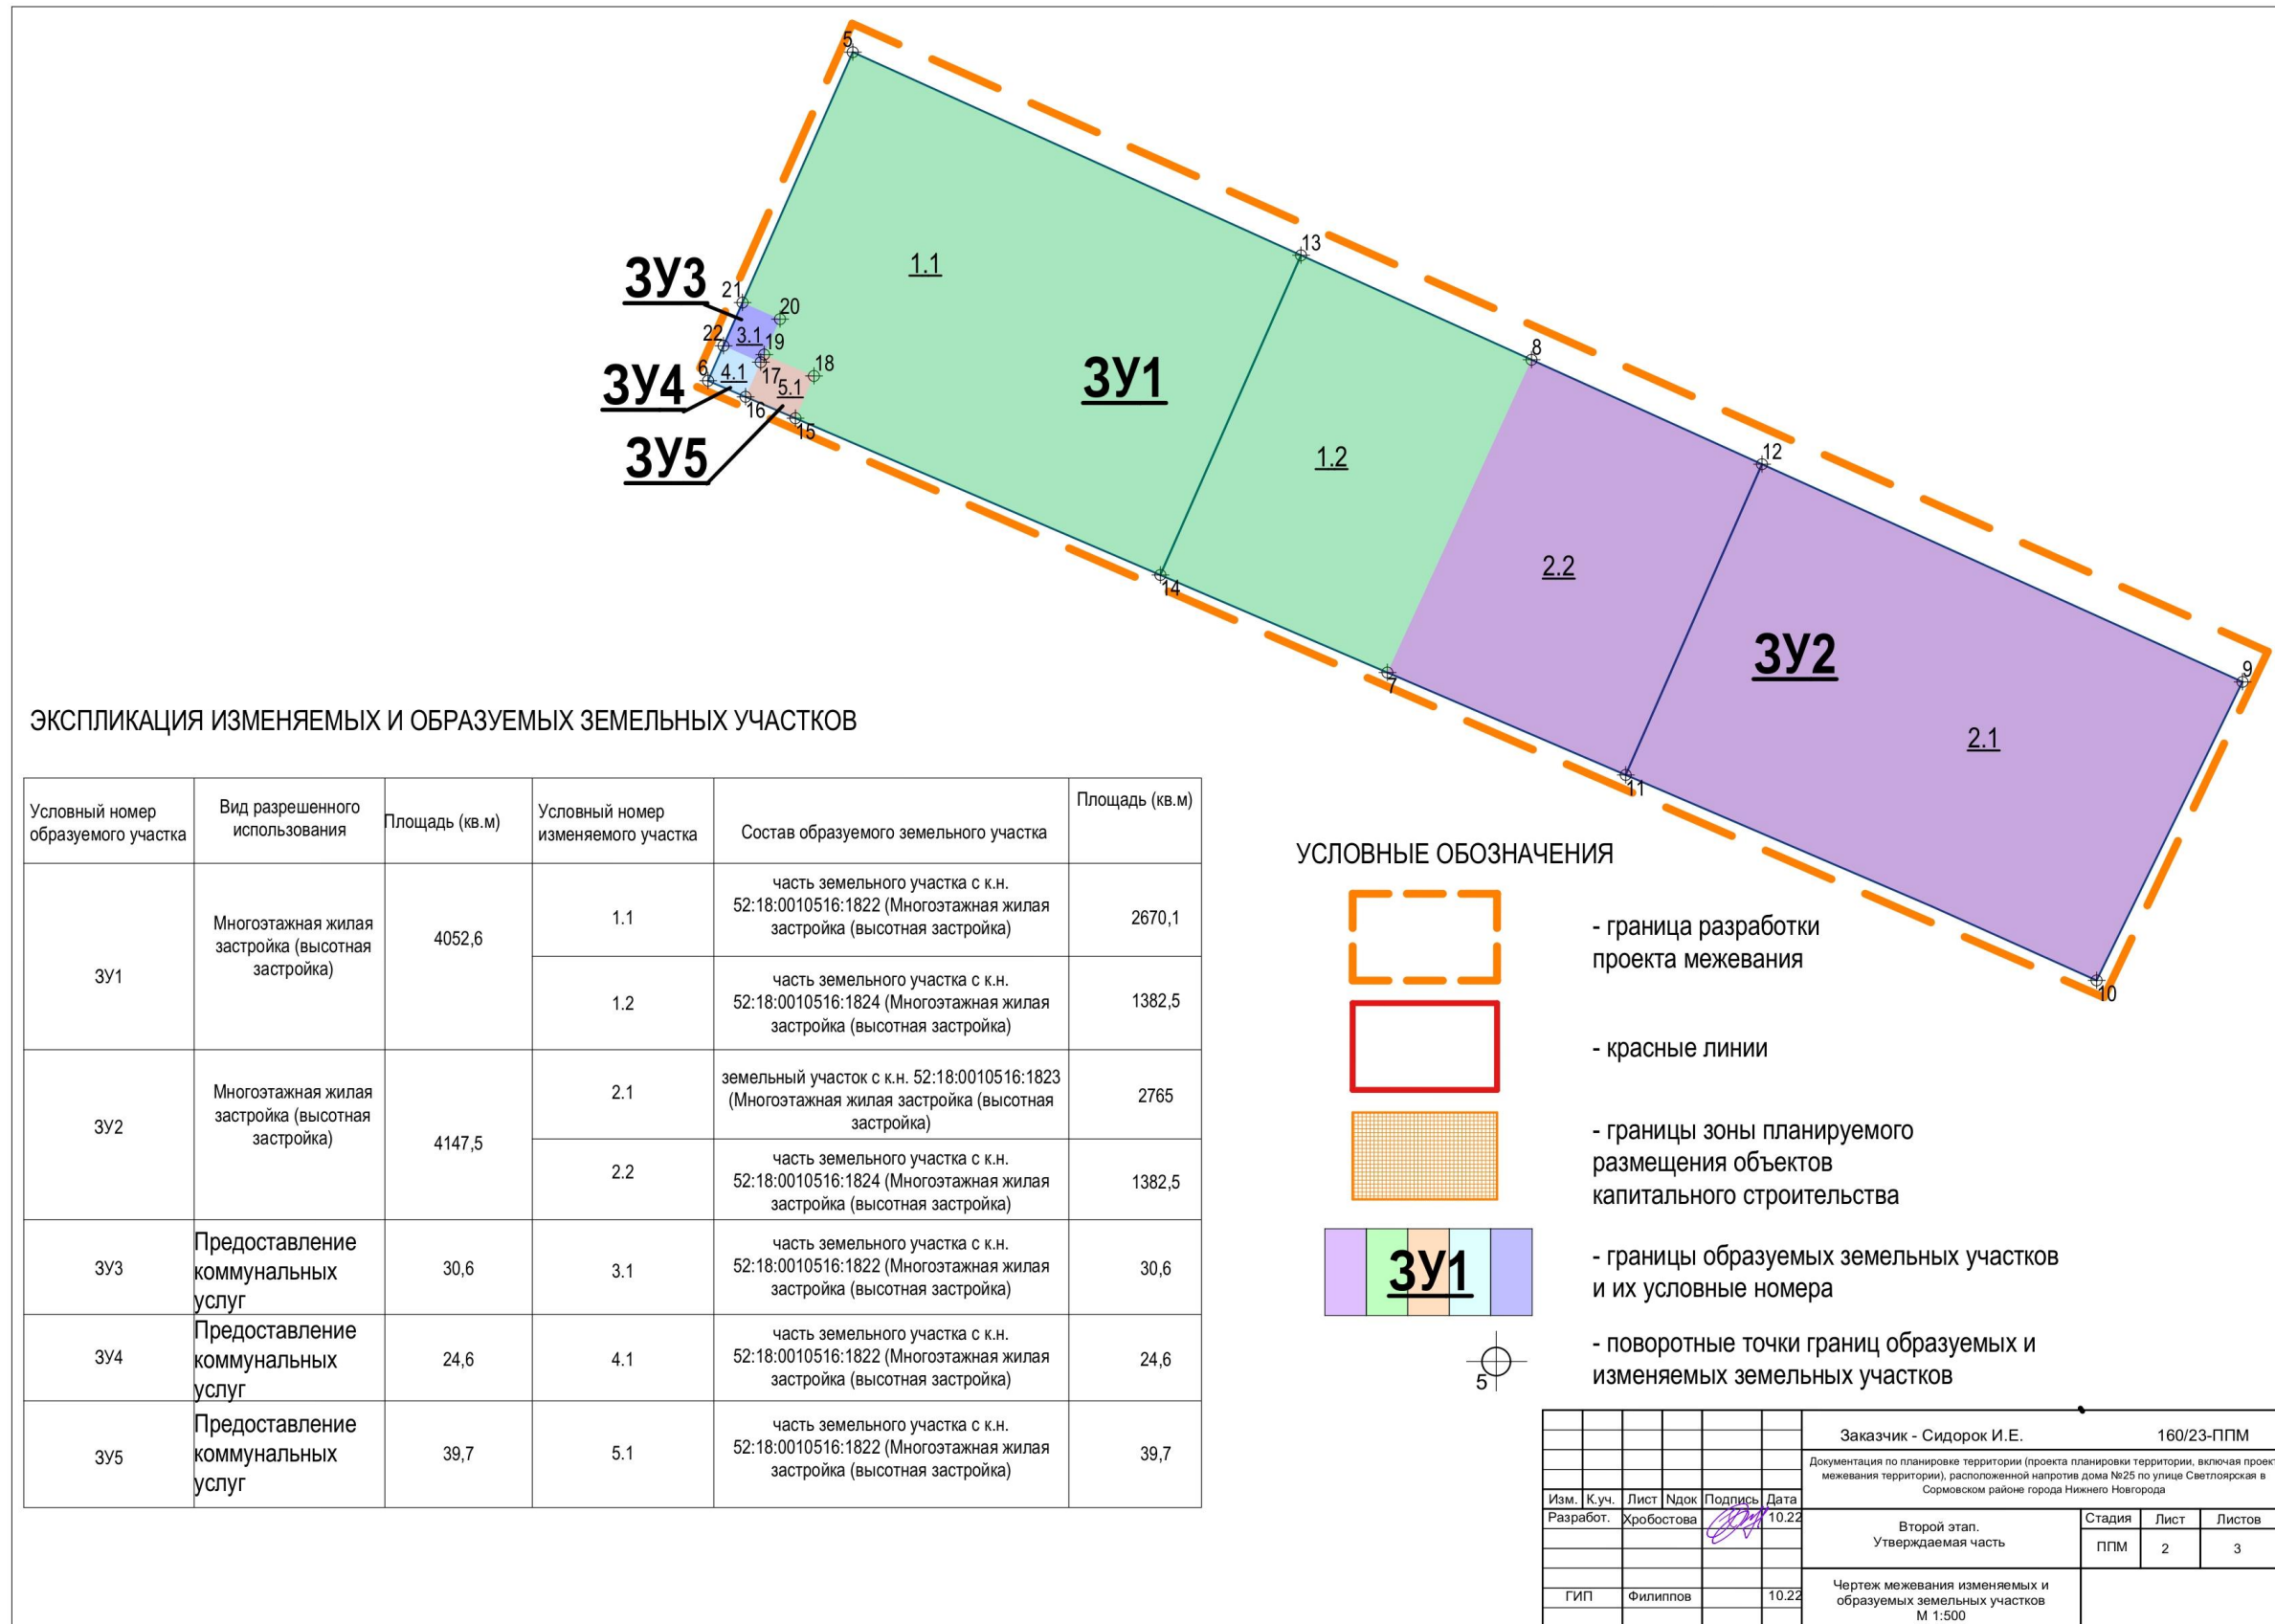 5
13
1.1
ЗУ3
21
20
22
3.1
19
8
6
4.1
17
18
5.1
ЗУ1
ЗУ4
16
15
ЗУ5
1.2
12
2.2
14
ЗУ2
9
7
2.1
11
10
ЭКСПЛИКАЦИЯ ИЗМЕНЯЕМЫХ И ОБРАЗУЕМЫХ ЗЕМЕЛЬНЫХ УЧАСТКОВ
Условный номер
образуемого участка
Вид разрешенного
использования
Площадь (кв.м)
Условный номер
изменяемого участка
Состав образуемого земельного участка
Площадь (кв.м)
ЗУ1
Многоэтажная жилая
застройка (высотная
застройка)
4052,6
1.1
часть земельного участка с к.н.
52:18:0010516:1822 (Многоэтажная жилая
застройка (высотная застройка)
2670,1
1.2
часть земельного участка с к.н.
52:18:0010516:1824 (Многоэтажная жилая
застройка (высотная застройка)
1382,5
ЗУ2
Многоэтажная жилая
застройка (высотная
застройка)
4147,5
2.1
земельный участок с к.н. 52:18:0010516:1823
(Многоэтажная жилая застройка (высотная
застройка)
2765
2.2
часть земельного участка с к.н.
52:18:0010516:1824 (Многоэтажная жилая
застройка (высотная застройка)
1382,5
ЗУ3
Предоставление
коммунальных
услуг
30,6
3.1
часть земельного участка с к.н.
52:18:0010516:1822 (Многоэтажная жилая
застройка (высотная застройка)
30,6
ЗУ4
Предоставление
коммунальных
услуг
24,6
4.1
часть земельного участка с к.н.
52:18:0010516:1822 (Многоэтажная жилая
застройка (высотная застройка)
24,6
ЗУ5
Предоставление
коммунальных
услуг
39,7
5.1
часть земельного участка с к.н.
52:18:0010516:1822 (Многоэтажная жилая
застройка (высотная застройка)
39,7
УСЛОВНЫЕ ОБОЗНАЧЕНИЯ
- граница разработки
проекта межевания
- красные линии
- границы зоны планируемого
размещения объектов
капитального строительства
ЗУ1
- границы образуемых земельных участков
и их условные номера
5
- поворотные точки границ образуемых и
изменяемых земельных участков
Заказчик - Сидорок И.Е. 160/23-ППМ
Документация по планировке территории (проекта планировки территории, включая проект
межевания территории), расположенной напротив дома №25 по улице Светлоярская в
Сормовском районе города Нижнего Новгорода
Изм. К.уч. Лист Nдок Подпись Дата
Разработ. Хробостова 10.22
Второй этап.
Утверждаемая часть
Стадия Лист Листов
ППМ 2 3
ГИП Филиппов 10.22
Чертеж межевания изменяемых и
образуемых земельных участков
М 1:500